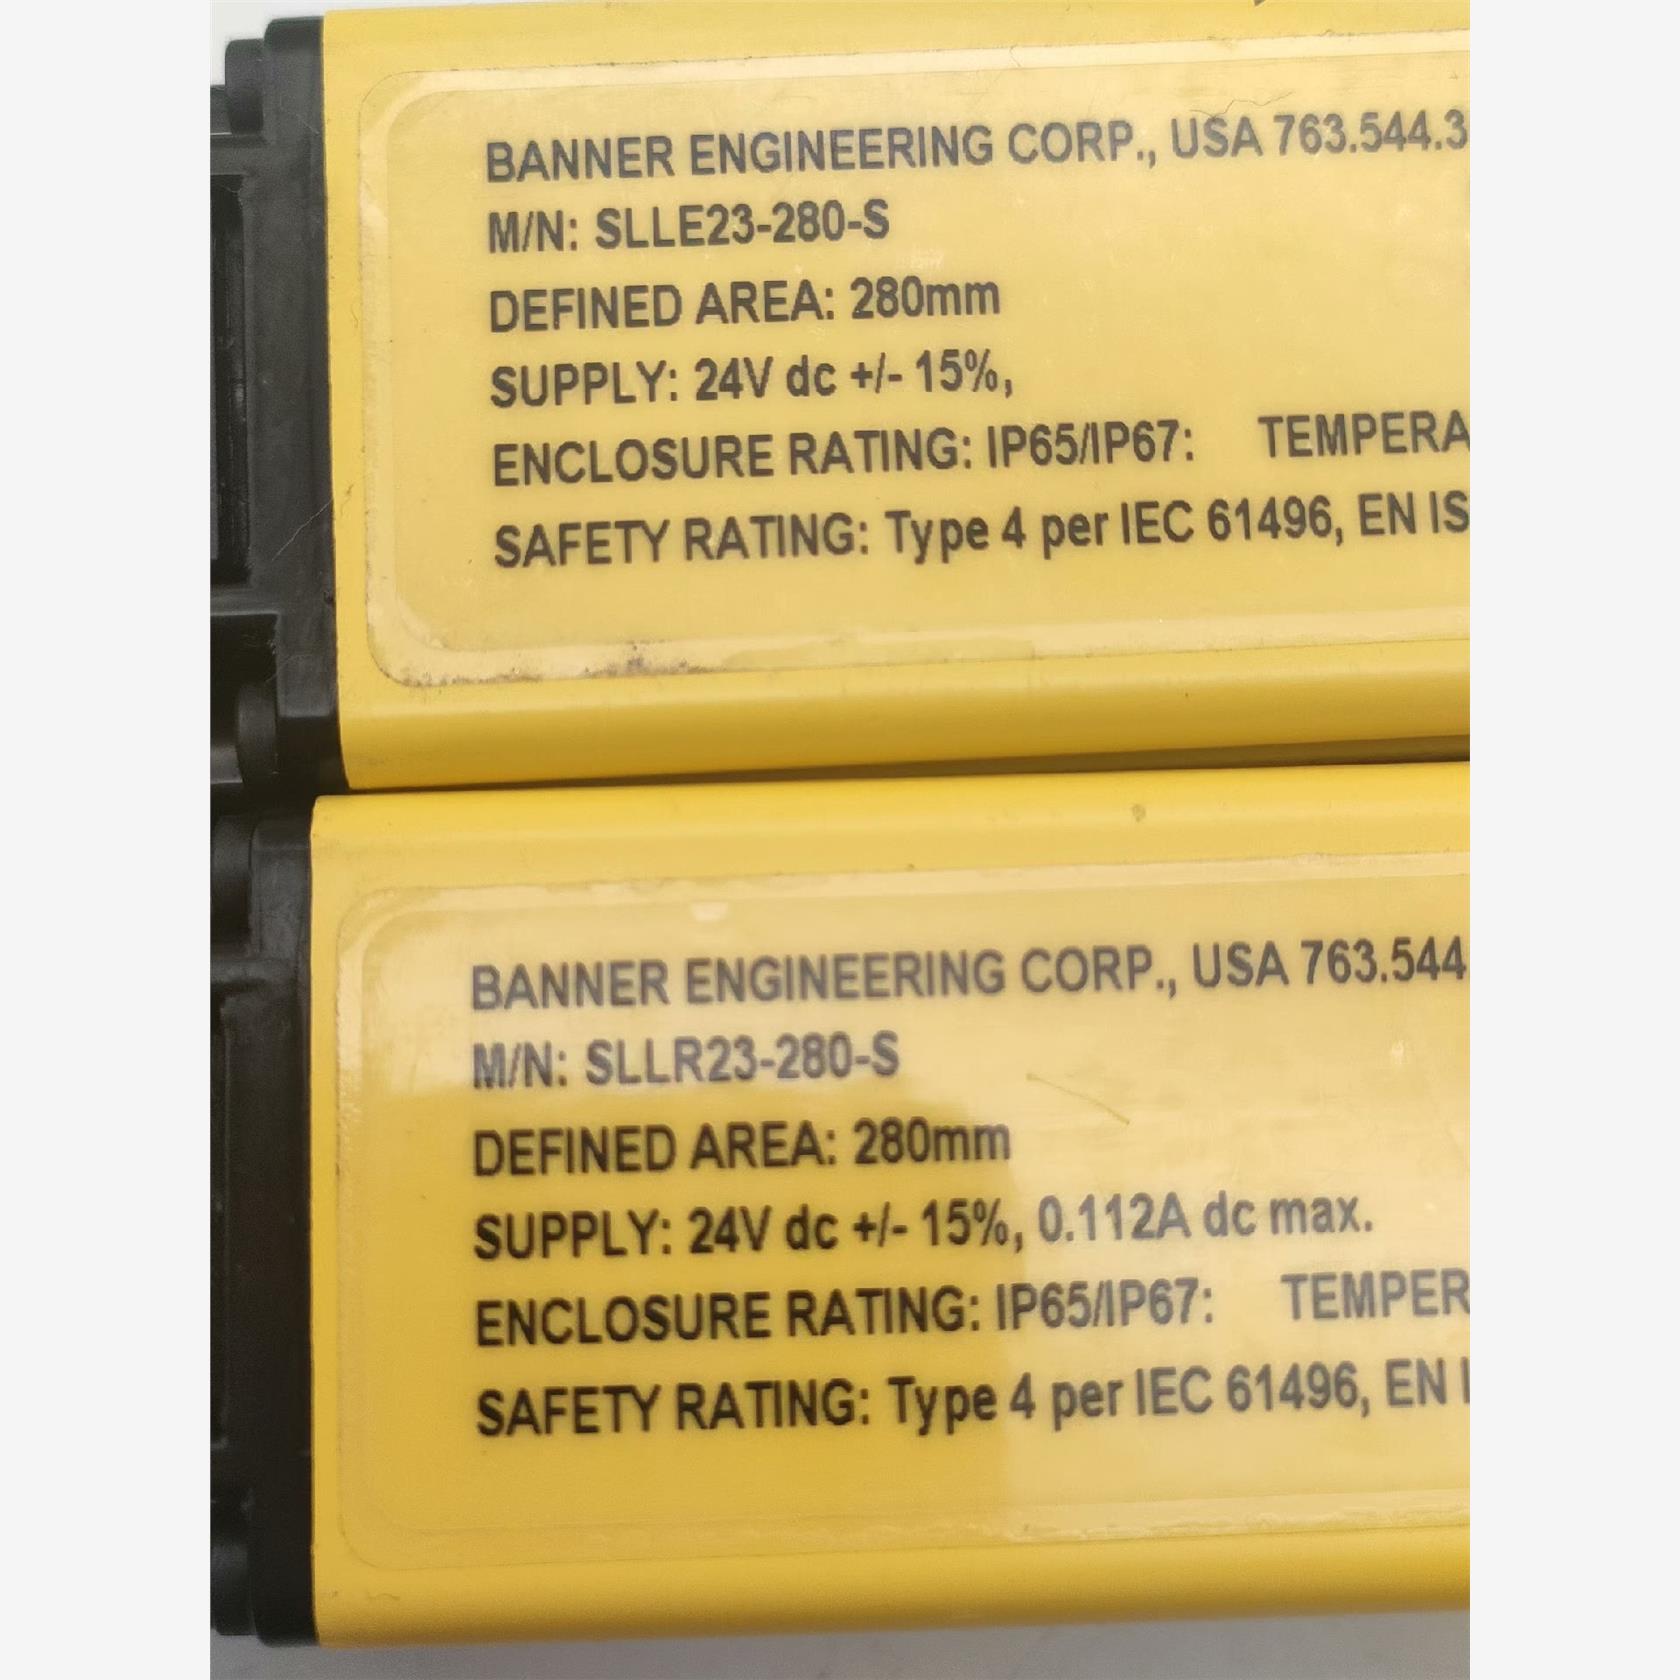 BANNER ENGINEERING CORP., USA 763.544.3
M/N: SLLE23-280-S
DEFINED AREA: 280mm
SUPPLY: 24V dc +/- 15%,
ENCLOSURE RATING: IP65/IP67: TEMPERA
SAFETY RATING: Type 4 per IEC 61496, EN IS
BANNER ENGINEERING CORP., USA 763.544
M/N: SLLR23-280-S
DEFINED AREA: 280mm
SUPPLY: 24V dc +/- 15%, 0.112A dc max.
ENCLOSURE RATING: IP65/IP67: TEMPER
SAFETY RATING: Type 4 per IEC 61496, EN I